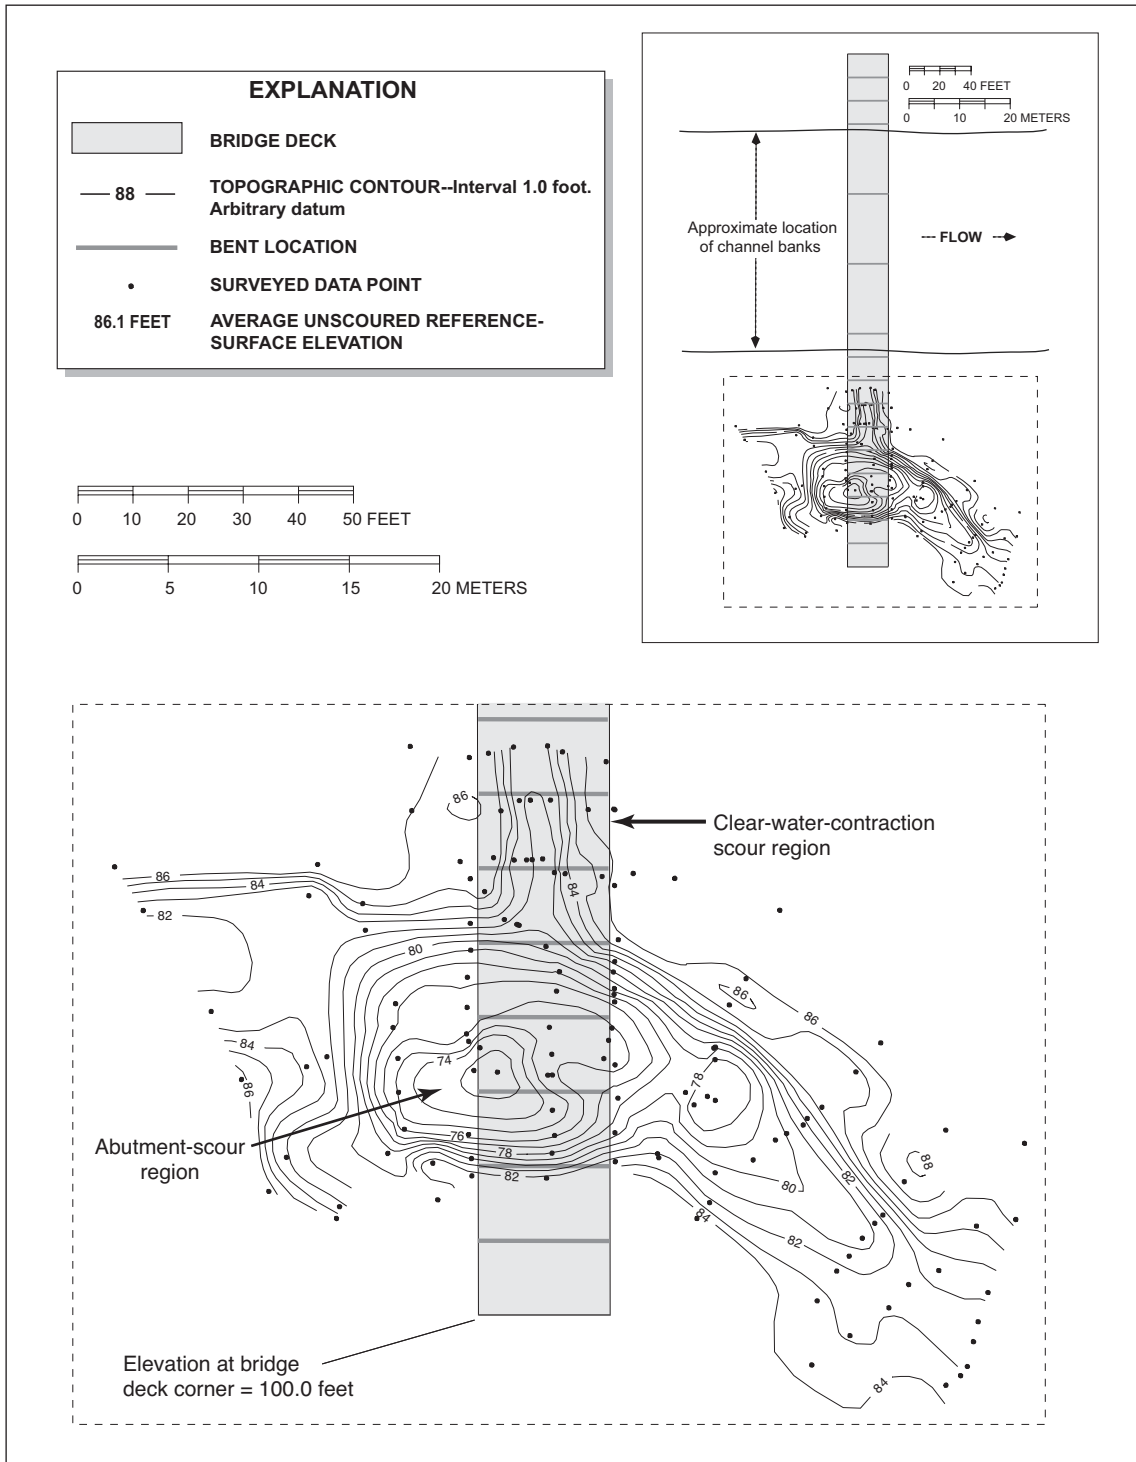 EXPLANATION
BRIDGE DECK
88
TOPOGRAPHIC CONTOUR--Interval 1.0 foot.
Arbitrary datum
BENT LOCATION
SURVEYED DATA POINT
86.1 FEET
AVERAGE UNSCOURED REFERENCE-
SURFACE ELEVATION
0 10 20 30 40 50 FEET
0 5 10 15 20 METERS
0 20 40 FEET
0 10 20 METERS
Approximate location
of channel banks
FLOW
86
Clear-water-contraction
scour region
86
84
84
82
80
86
86
84
86
74
78
Abutment-scour
region
76
78
82
88
82
80
84
82
Elevation at bridge
deck corner = 100.0 feet
84